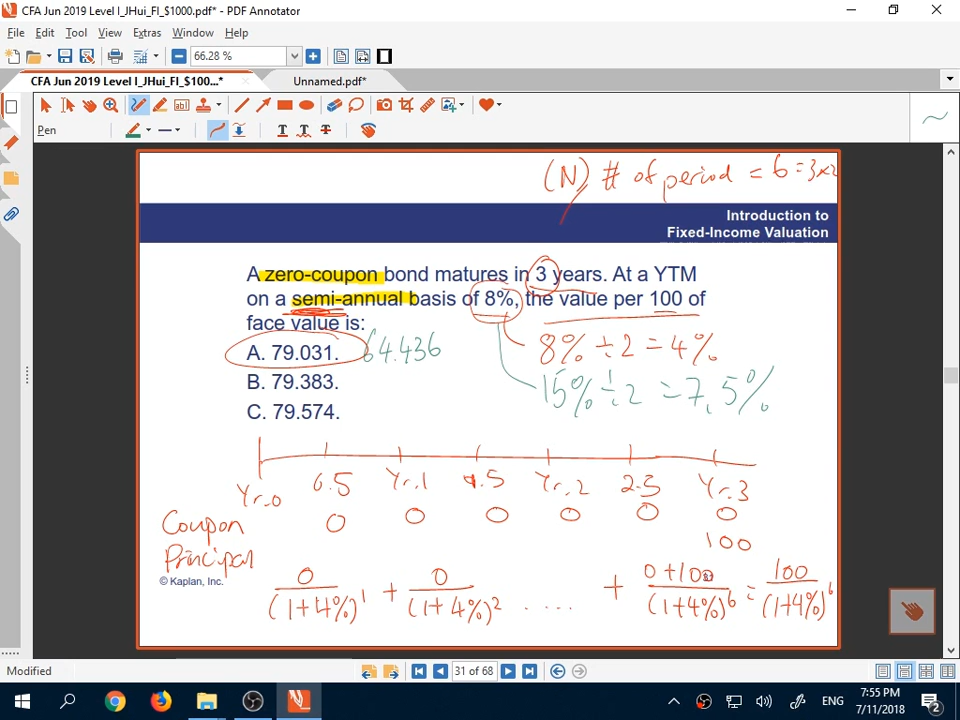 CFA Jun 2019 Level I_JHui_FI_$1000.pdf* - PDF Annotator
File Edit Tool View Extras Window Help
66.28 %
CFA Jun 2019 Level I_JHui_FI_$100...* Unnamed.pdf*
Pen
(N) # of period = 6 = 3×2
Introduction to
Fixed-Income Valuation
A zero-coupon bond matures in 3 years. At a YTM
on a semi-annual basis of 8%, the value per 100 of
face value is:
A. 79.031. 64.436
8% ÷ 2 = 4%
B. 79.383.
15% ÷ 2 = 7.5%
C. 79.574.
Yr.0 0.5 Yr.1 1.5 Yr.2 2.5 Yr.3
Coupon 0 0 0 0 0 0
Principal 100
© Kaplan, Inc.
0/(1+4%)^1 + 0/(1+4%)^2 ..... + 0+100/(1+4%)^6 = 100/(1+4%)^6
Modified 31 of 68
ENG 7:55 PM
7/11/2018
2